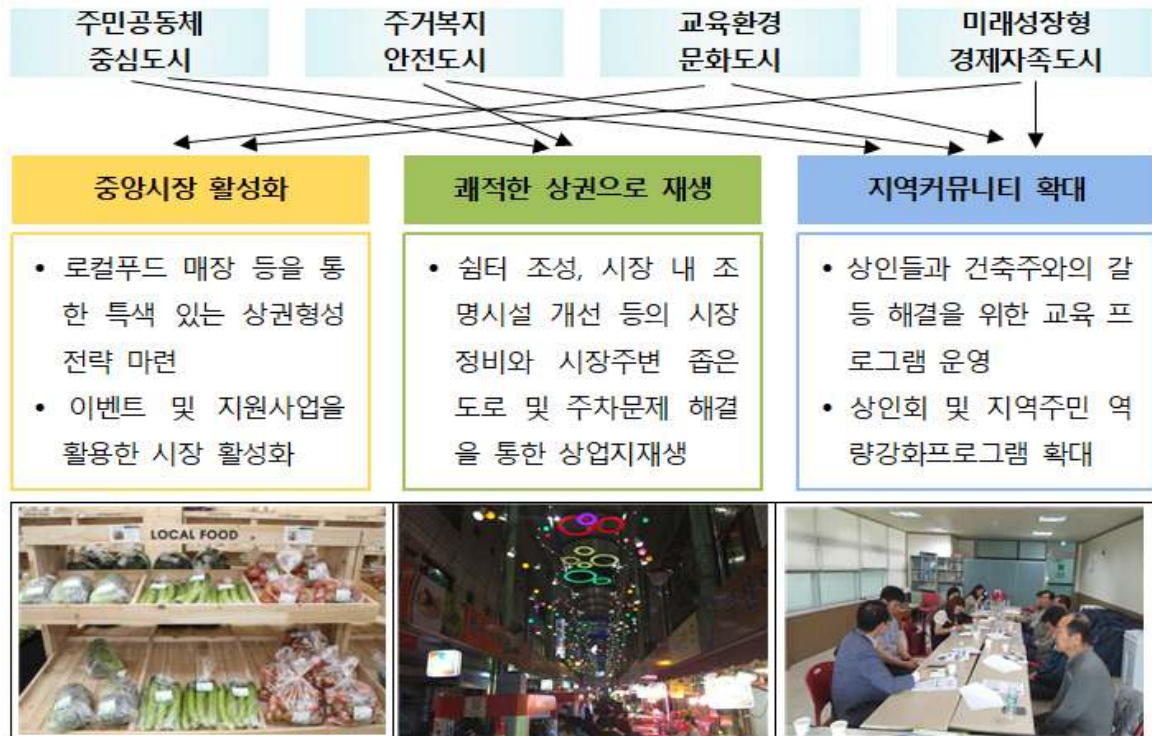 주민공동체
중심도시
주거복지
안전도시
교육환경
문화도시
미래성장형
경제자족도시
중앙시장 활성화
쾌적한 상권으로 재생
지역커뮤니티 확대
• 로컬푸드 매장 등을 통
한 특색 있는 상권형성
전략 마련
• 이벤트 및 지원사업을
활용한 시장 활성화
• 쉼터 조성, 시장 내 조
명시설 개선 등의 시장
정비와 시장주변 좁은
도로 및 주차문제 해결
을 통한 상업지재생
• 상인들과 건축주와의 갈
등 해결을 위한 교육 프
로그램 운영
• 상인회 및 지역주민 역
량강화프로그램 확대
LOCAL FOOD